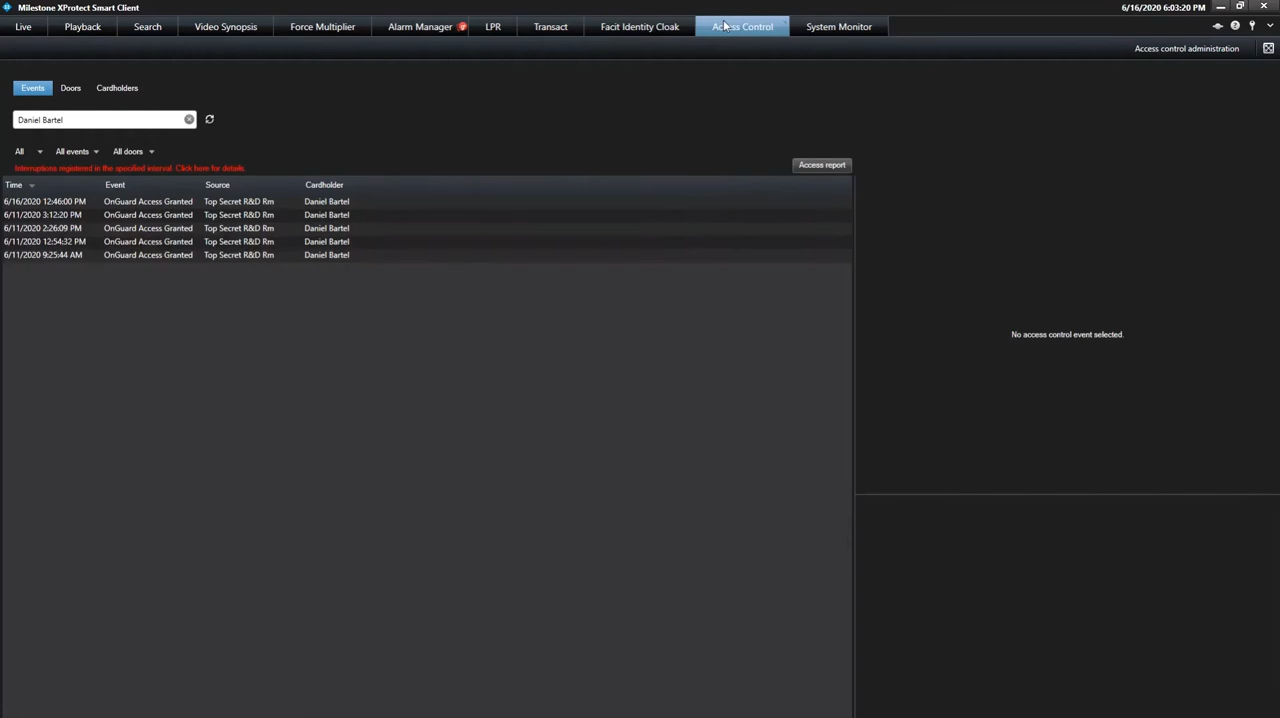 Milestone XProtect Smart Client
6/16/2020 6:03:20 PM
Live Playback Search Video Synopsis Force Multiplier Alarm Manager LPR Transact Facit Identity Cloak Access Control System Monitor
Access control administration
Events Doors Cardholders
Daniel Bartel
All All events All doors
Interruptions registered in the specified interval. Click here for details.
Access report
Time Event Source Cardholder
6/16/2020 12:46:00 PM OnGuard Access Granted Top Secret R&D Rm Daniel Bartel
6/11/2020 3:12:20 PM OnGuard Access Granted Top Secret R&D Rm Daniel Bartel
6/11/2020 2:26:09 PM OnGuard Access Granted Top Secret R&D Rm Daniel Bartel
6/11/2020 12:54:32 PM OnGuard Access Granted Top Secret R&D Rm Daniel Bartel
6/11/2020 9:25:44 AM OnGuard Access Granted Top Secret R&D Rm Daniel Bartel
No access control event selected.